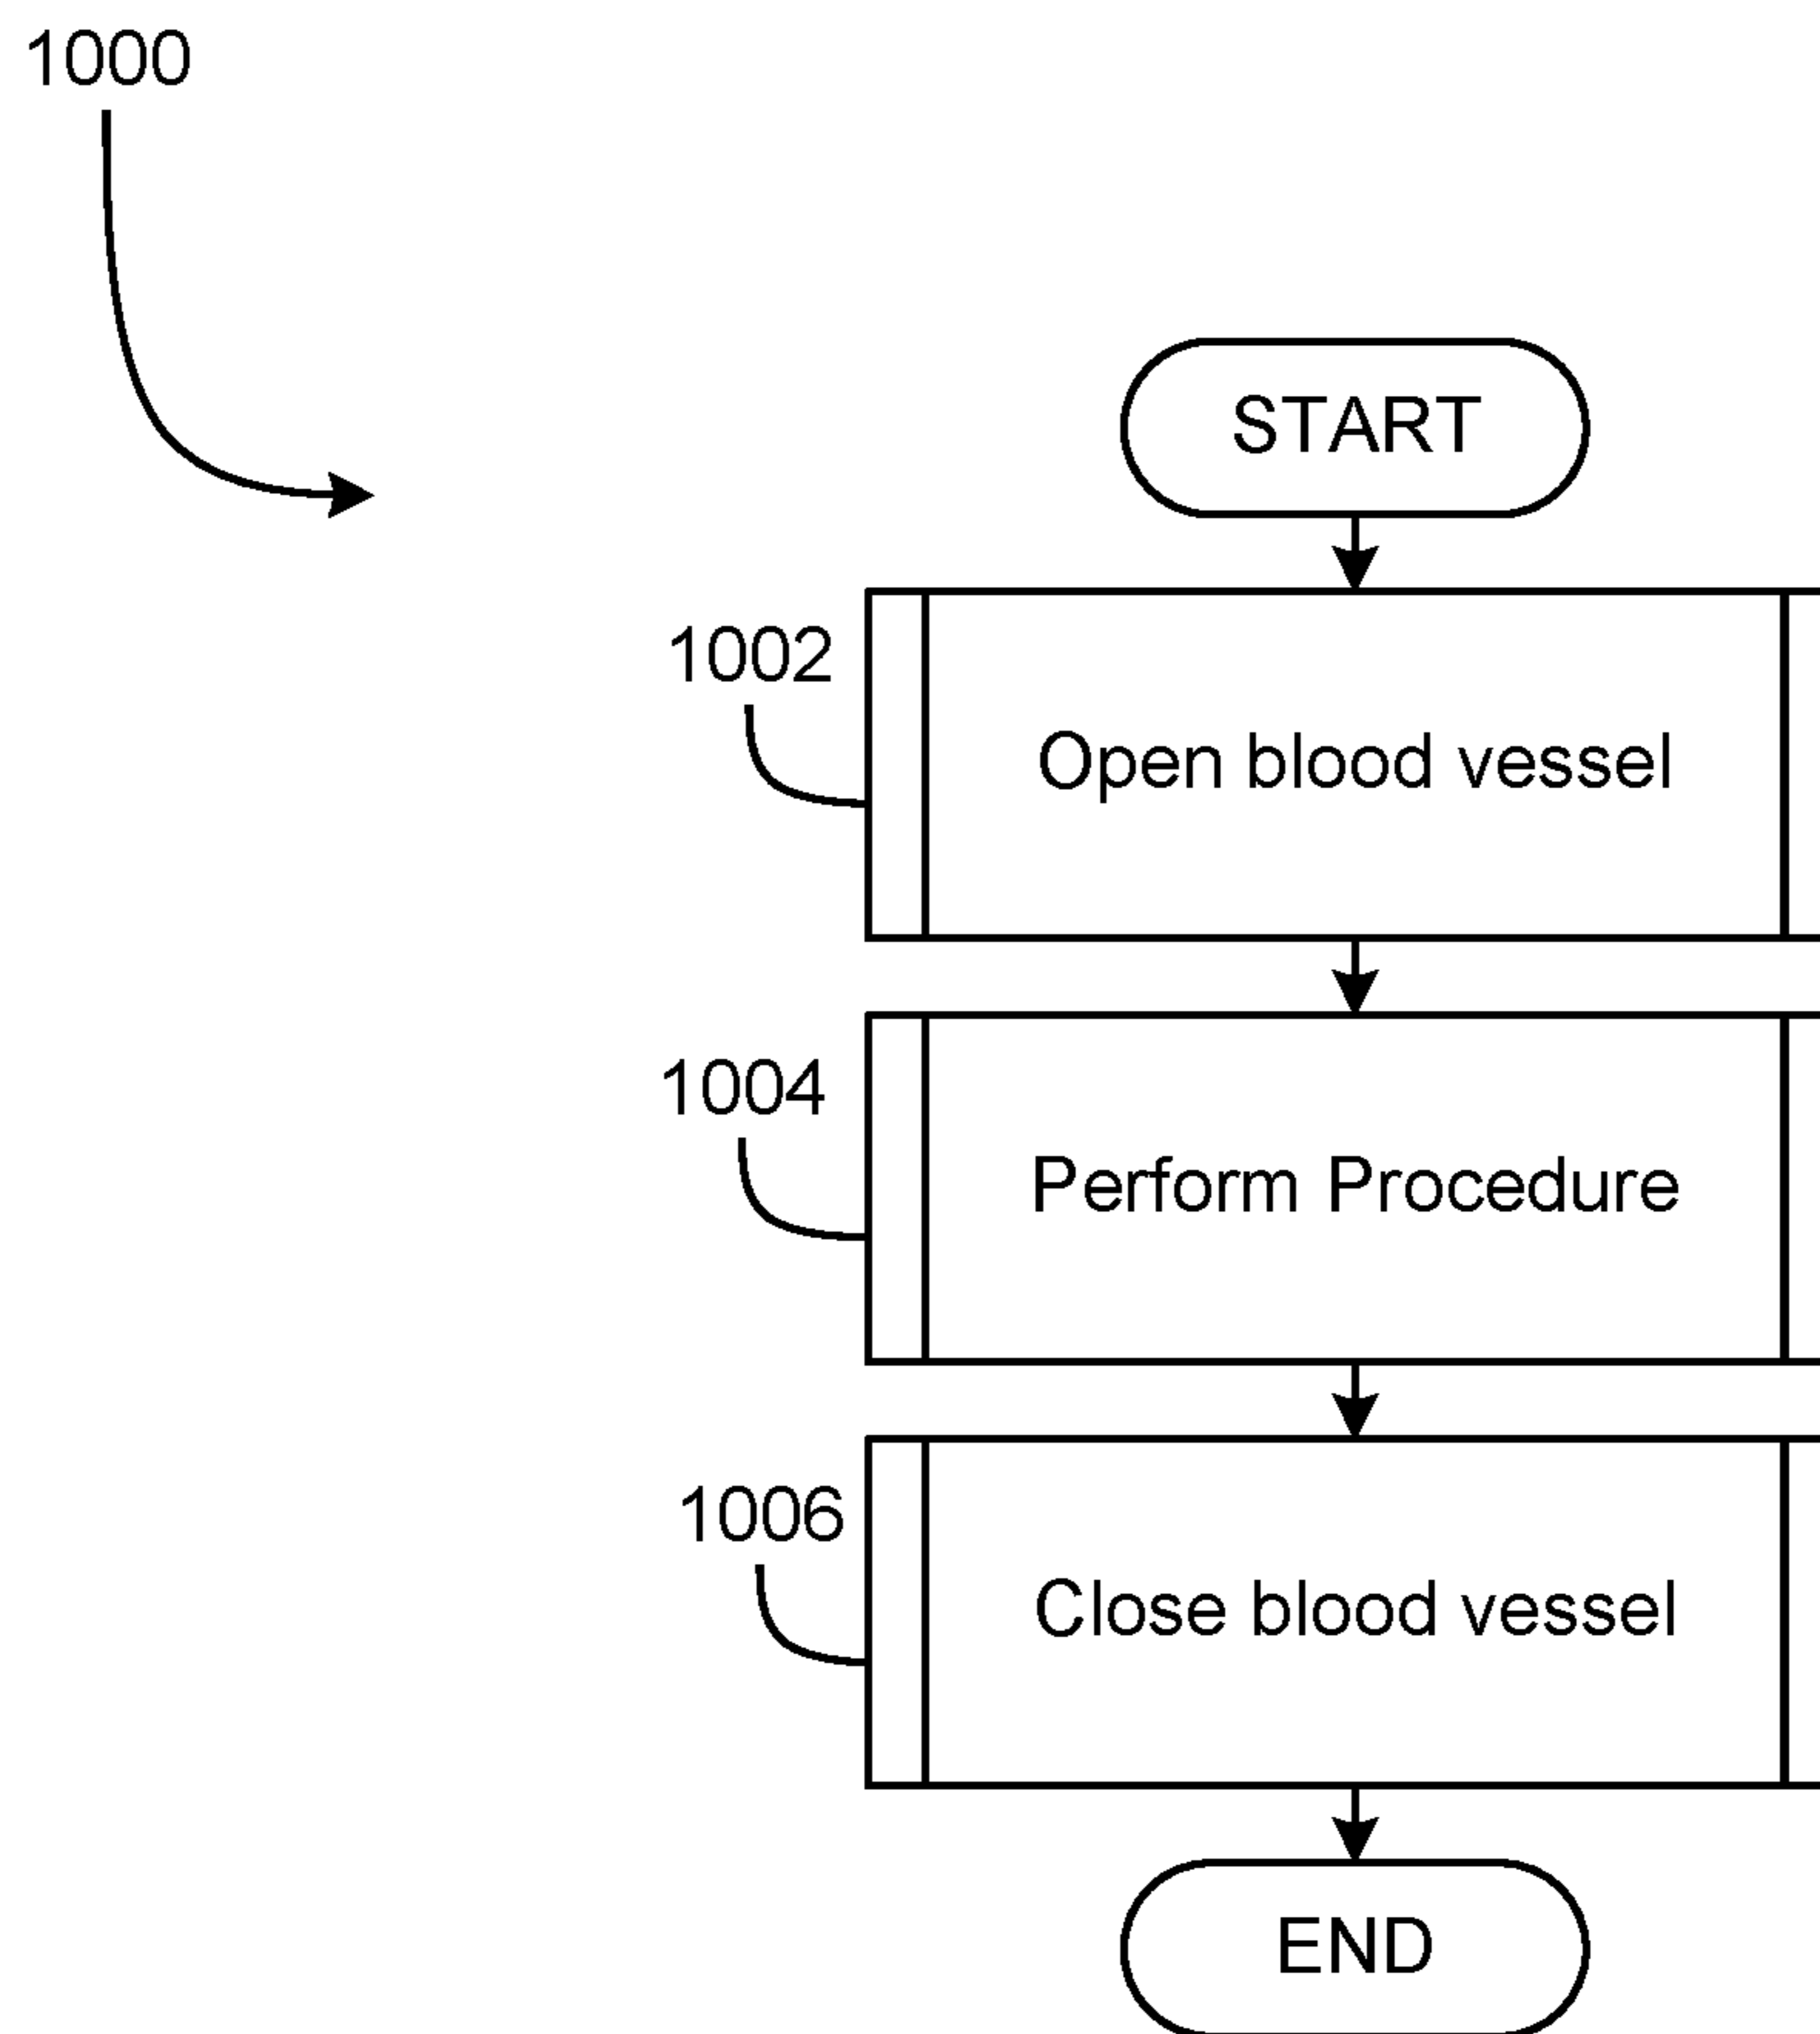 1000
START
1002
Open blood vessel
1004
Perform Procedure
1006
Close blood vessel
END